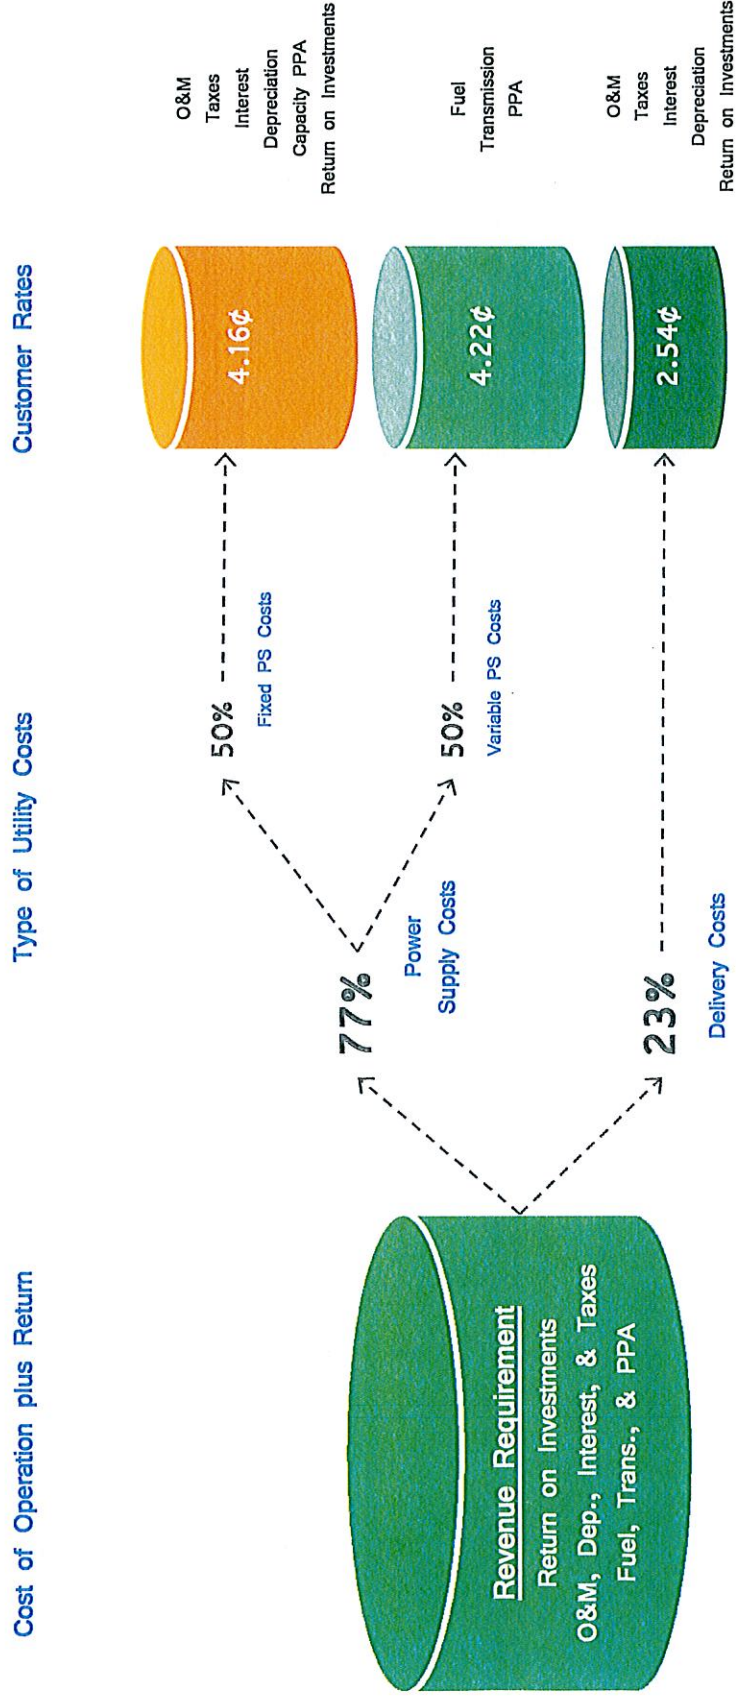 Cost of Operation plus Return
Type of Utility Costs
Customer Rates
Revenue Requirement
Return on Investments
O&M, Dep., Interest, & Taxes
Fuel, Trans., & PPA
77%
Power
Supply Costs
23%
Delivery Costs
50%
Fixed PS Costs
50%
Variable PS Costs
4.16¢
4.22¢
2.54¢
O&M
Taxes
Interest
Depreciation
Capacity PPA
Return on Investments
Fuel
Transmission
PPA
O&M
Taxes
Interest
Depreciation
Return on Investments